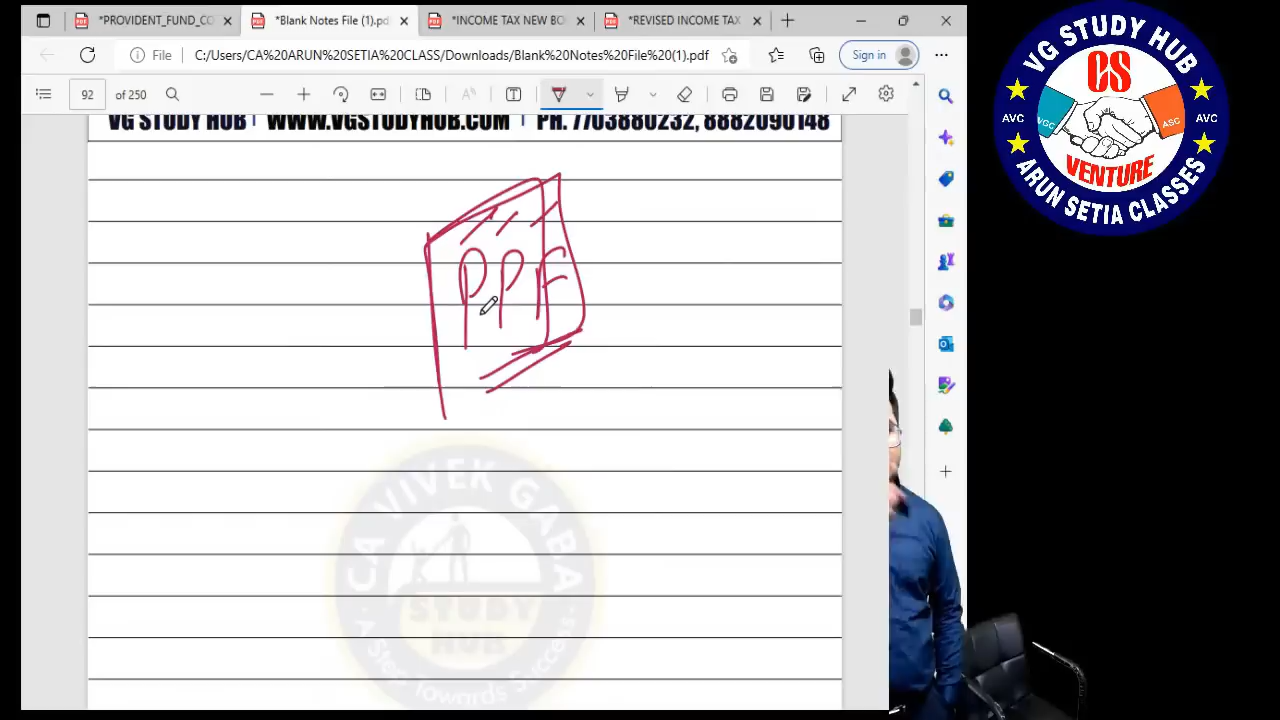 *PROVIDENT_FUND_CO
*Blank Notes File (1).pd
*INCOME TAX NEW BO
*REVISED INCOME TAX
File
C:/Users/CA%20ARUN%20SETIA%20CLASS/Downloads/Blank%20Notes%20File%20(1).pdf
Sign in
92 of 250
VG STUDY HUB | WWW.VGSTUDYHUB.COM | PH. 7703880232, 8882090148
PPF
CA VIVEK GABA
STUDY
HUB
A Step Towards Success
VG STUDY HUB
CS
AVC
VGC
ASC
AVC
VENTURE
ARUN SETIA CLASSES